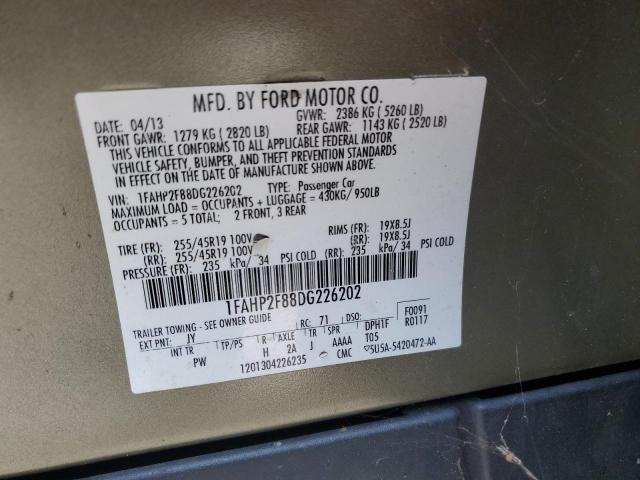 MFD. BY FORD MOTOR CO.
DATE: 04/13 GVWR: 2386 KG ( 5260 LB)
FRONT GAWR: 1279 KG ( 2820 LB) REAR GAWR: 1143 KG ( 2520 LB)
THIS VEHICLE CONFORMS TO ALL APPLICABLE FEDERAL MOTOR
VEHICLE SAFETY, BUMPER, AND THEFT PREVENTION STANDARDS
IN EFFECT ON THE DATE OF MANUFACTURE SHOWN ABOVE.
VIN: 1FAHP2F88DG226202 TYPE: Passenger Car
MAXIMUM LOAD = OCCUPANTS + LUGGAGE = 430KG/ 950LB
OCCUPANTS = 5 TOTAL; 2 FRONT, 3 REAR
TIRE (FR): 255/45R19 100V RIMS (FR): 19X8.5J
(RR): 255/45R19 100V (RR): 19X8.5J
PRESSURE (FR): 235 kPa/ 34 PSI COLD (RR): 235 kPa/ 34 PSI COLD
1FAHP2F88DG226202
TRAILER TOWING - SEE OWNER GUIDE
EXT PNT: JY RC: 71 DSO: F0091
R0117
INT TR TP/PS R AXLE TR SPR DPH1F
PW H 2A J AAAA T05
1201304226235 CMC 5U5A-5420472-AA